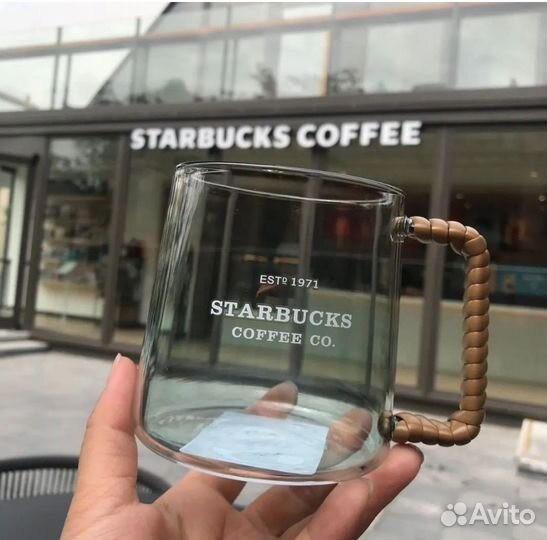 STARBUCKS COFFEE
ESTD 1971
STARBUCKS
COFFEE CO.
Avito